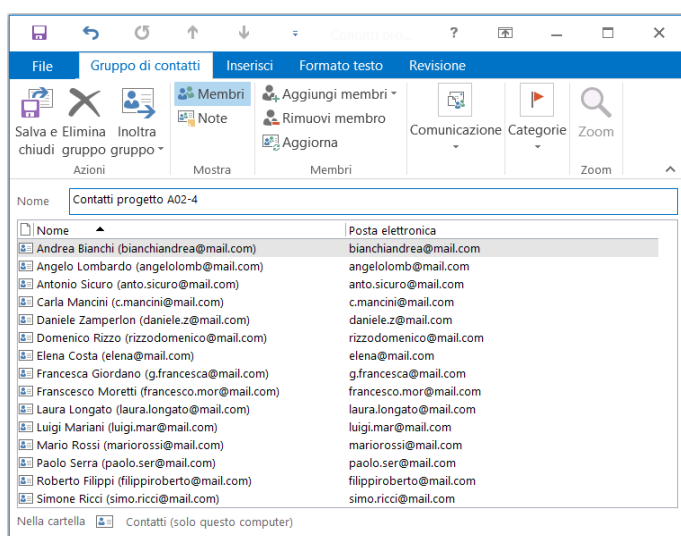 ?
File Gruppo di contatti Inserisci Formato testo Revisione
Salva e chiudi
Elimina gruppo
Inoltra gruppo
Azioni
Membri
Note
Mostra
Aggiungi membri
Rimuovi membro
Aggiorna
Membri
Comunicazione
Categorie
Zoom
Zoom
Nome Contatti progetto A02-4
Nome Posta elettronica
Andrea Bianchi (bianchiandrea@mail.com) bianchiandrea@mail.com
Angelo Lombardo (angelolomb@mail.com) angelolomb@mail.com
Antonio Sicuro (anto.sicuro@mail.com) anto.sicuro@mail.com
Carla Mancini (c.mancini@mail.com) c.mancini@mail.com
Daniele Zamperlon (daniele.z@mail.com) daniele.z@mail.com
Domenico Rizzo (rizzodomenico@mail.com) rizzodomenico@mail.com
Elena Costa (elena@mail.com) elena@mail.com
Francesca Giordano (g.francesca@mail.com) g.francesca@mail.com
Franscesco Moretti (francesco.mor@mail.com) francesco.mor@mail.com
Laura Longato (laura.longato@mail.com) laura.longato@mail.com
Luigi Mariani (luigi.mar@mail.com) luigi.mar@mail.com
Mario Rossi (mariorossi@mail.com) mariorossi@mail.com
Paolo Serra (paolo.ser@mail.com) paolo.ser@mail.com
Roberto Filippi (filippiroberto@mail.com) filippiroberto@mail.com
Simone Ricci (simo.ricci@mail.com) simo.ricci@mail.com
Nella cartella Contatti (solo questo computer)